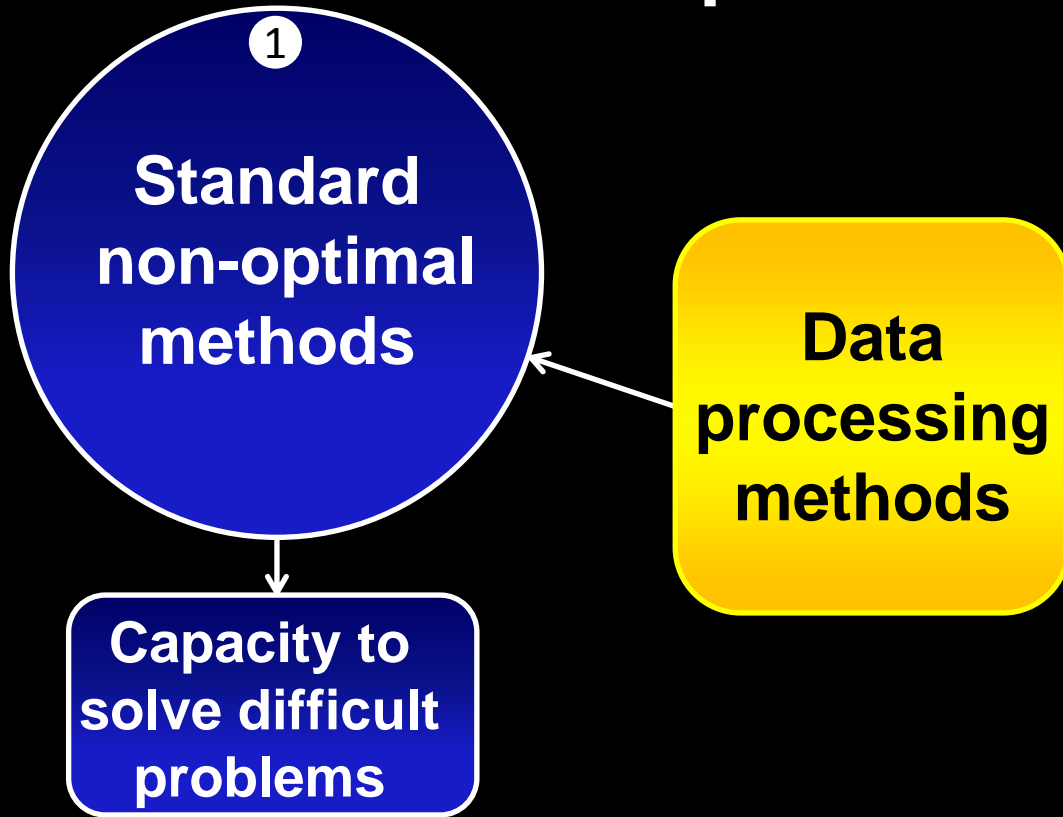 1
Standard
non-optimal
methods
Data
processing
methods
Capacity to
solve difficult
problems